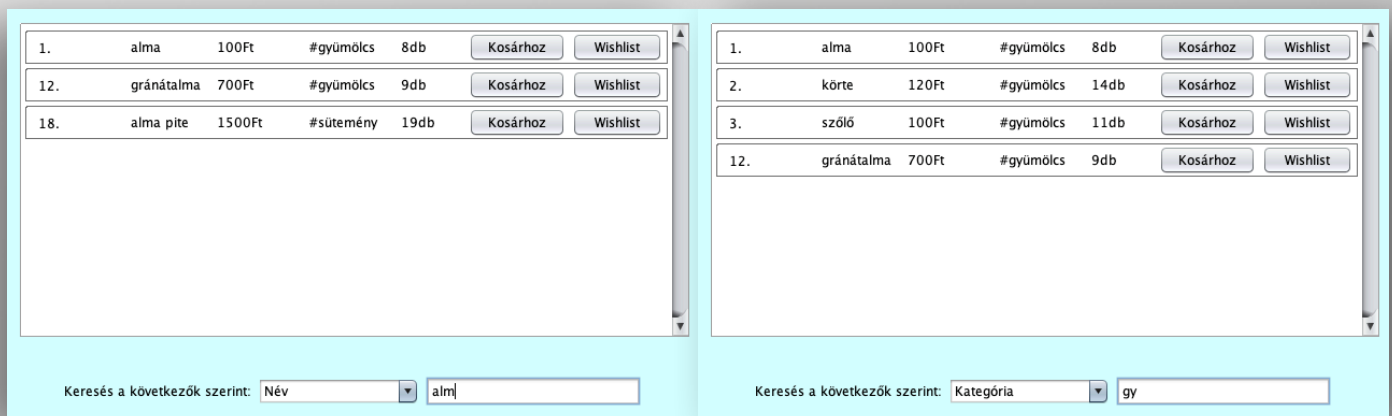 1. alma 100Ft #gyümölcs 8db Kosárhoz Wishlist
12. gránátalma 700Ft #gyümölcs 9db Kosárhoz Wishlist
18. alma pite 1500Ft #sütemény 19db Kosárhoz Wishlist
Keresés a következők szerint: Név alm
1. alma 100Ft #gyümölcs 8db Kosárhoz Wishlist
2. körte 120Ft #gyümölcs 14db Kosárhoz Wishlist
3. szőlő 100Ft #gyümölcs 11db Kosárhoz Wishlist
12. gránátalma 700Ft #gyümölcs 9db Kosárhoz Wishlist
Keresés a következők szerint: Kategória gy